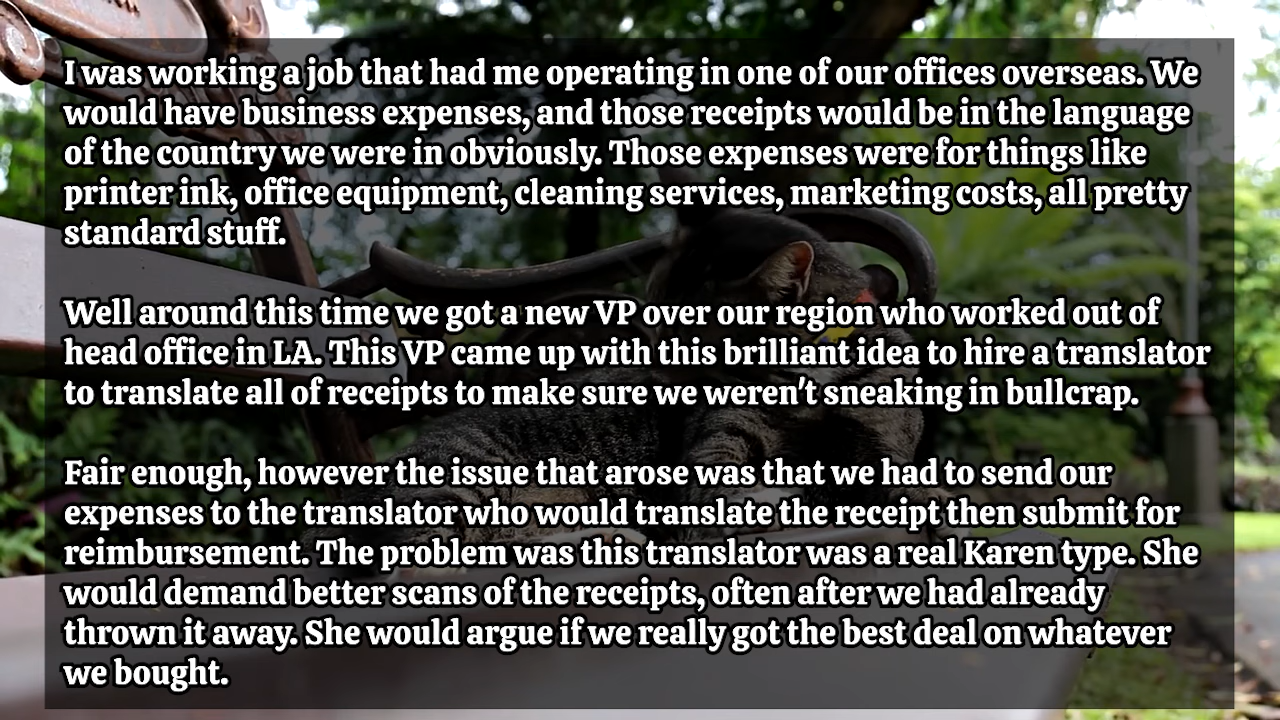 I was working a job that had me operating in one of our offices overseas. We
would have business expenses, and those receipts would be in the language
of the country we were in obviously. Those expenses were for things like
printer ink, office equipment, cleaning services, marketing costs, all pretty
standard stuff.
Well around this time we got a new VP over our region who worked out of
head office in LA. This VP came up with this brilliant idea to hire a translator
to translate all of receipts to make sure we weren't sneaking in bullcrap.
Fair enough, however the issue that arose was that we had to send our
expenses to the translator who would translate the receipt then submit for
reimbursement. The problem was this translator was a real Karen type. She
would demand better scans of the receipts, often after we had already
thrown it away. She would argue if we really got the best deal on whatever
we bought.